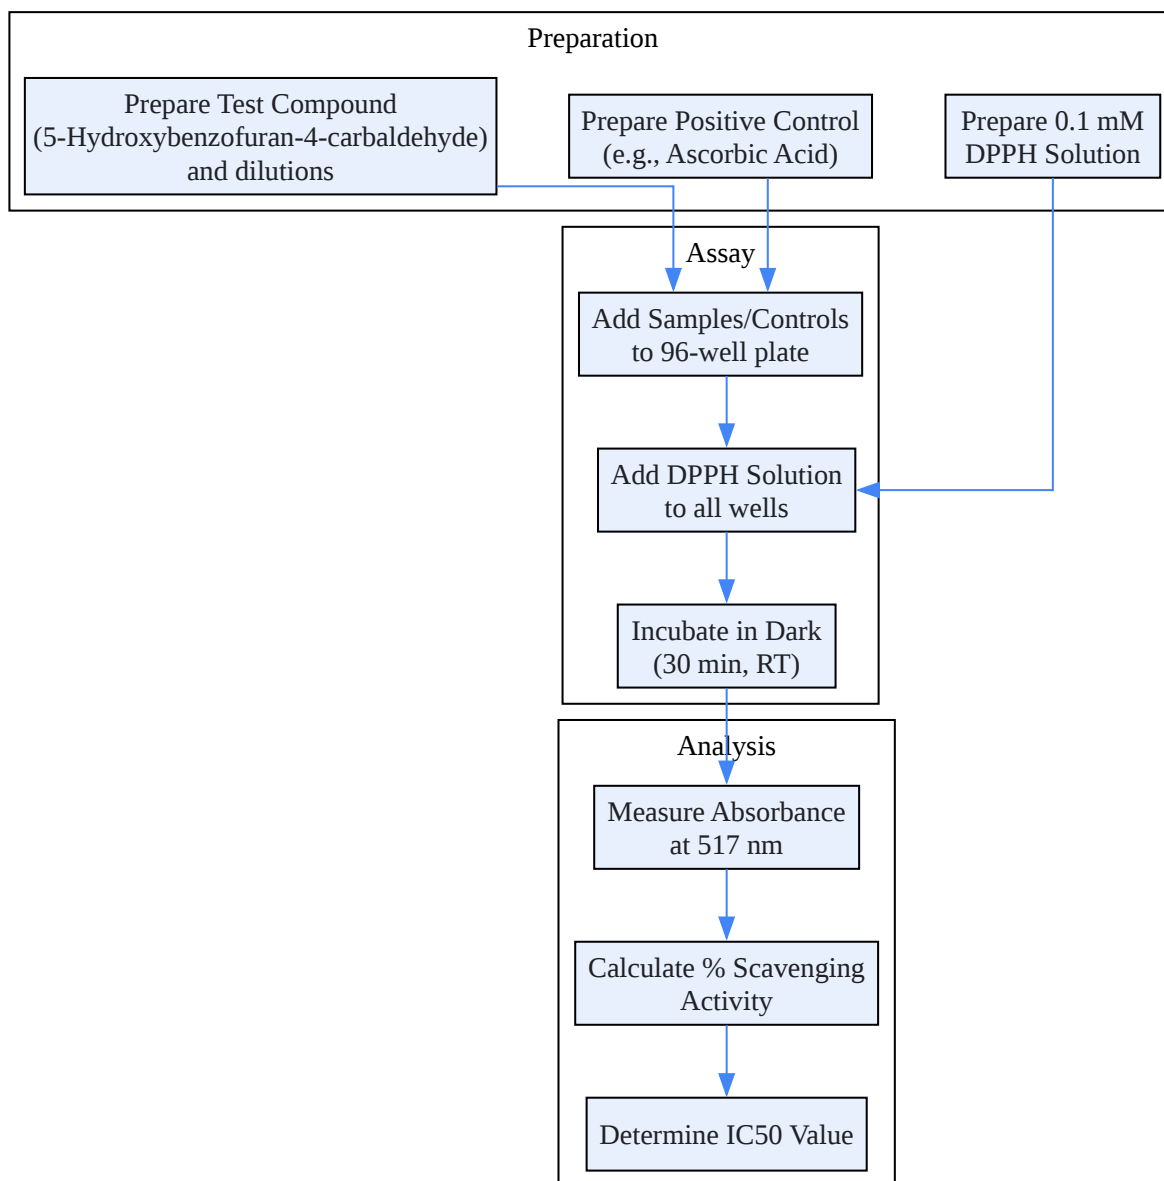 Preparation
Prepare Test Compound
(5-Hydroxybenzofuran-4-carbaldehyde)
and dilutions
Prepare Positive Control
(e.g., Ascorbic Acid)
Prepare 0.1 mM
DPPH Solution
Assay
Add Samples/Controls
to 96-well plate
Add DPPH Solution
to all wells
Incubate in Dark
(30 min, RT)
Analysis
Measure Absorbance
at 517 nm
Calculate % Scavenging
Activity
Determine IC50 Value